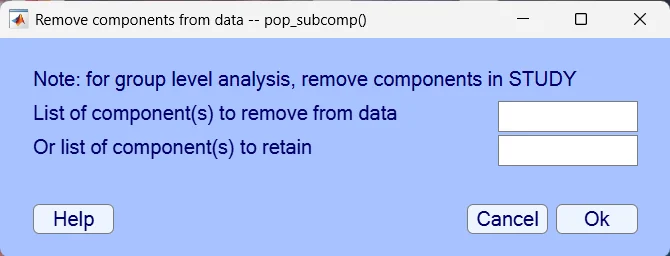 Remove components from data -- pop_subcomp()
Note: for group level analysis, remove components in STUDY
List of component(s) to remove from data
Or list of component(s) to retain
Help Cancel Ok